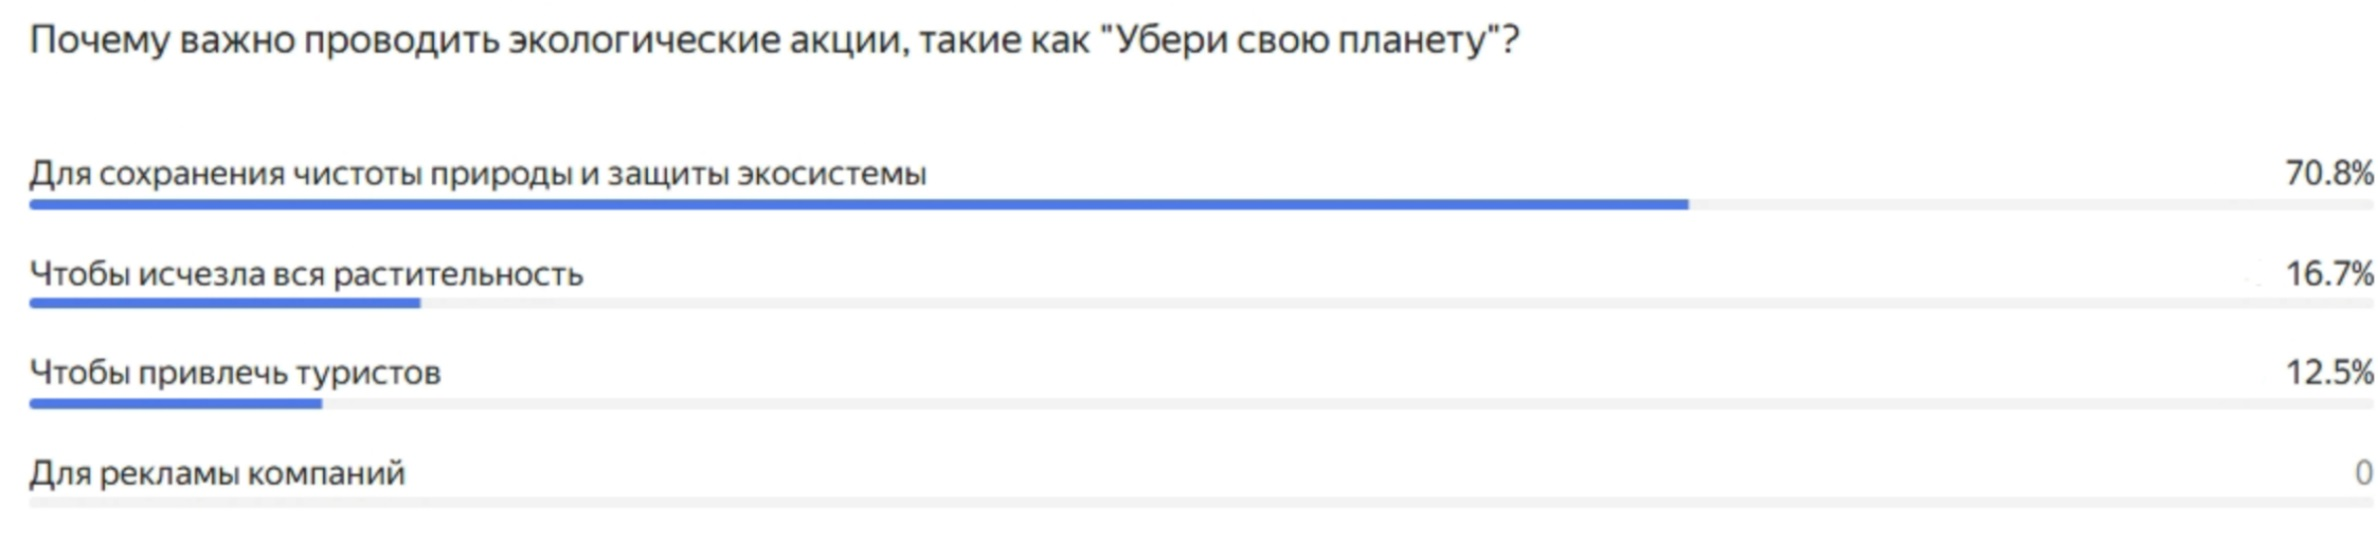 Почему важно проводить экологические акции, такие как "Убери свою планету"?
Для сохранения чистоты природы и защиты экосистемы 70.8%
Чтобы исчезла вся растительность 16.7%
Чтобы привлечь туристов 12.5%
Для рекламы компаний 0